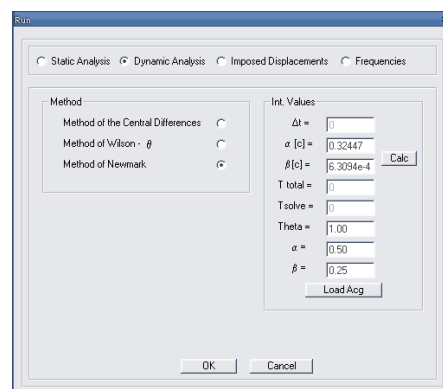 Run
Static Analysis Dynamic Analysis Imposed Displacements Frequencies
Method
Method of the Central Differences
Method of Wilson - θ
Method of Newmark
Int. Values
Δt = 0
α [c] = 0.32447
β[c] = 6.3094e-4
Calc
T total = 0
Tsolve = 0
Theta = 1.00
α = 0.50
β = 0.25
Load Acg
OK Cancel